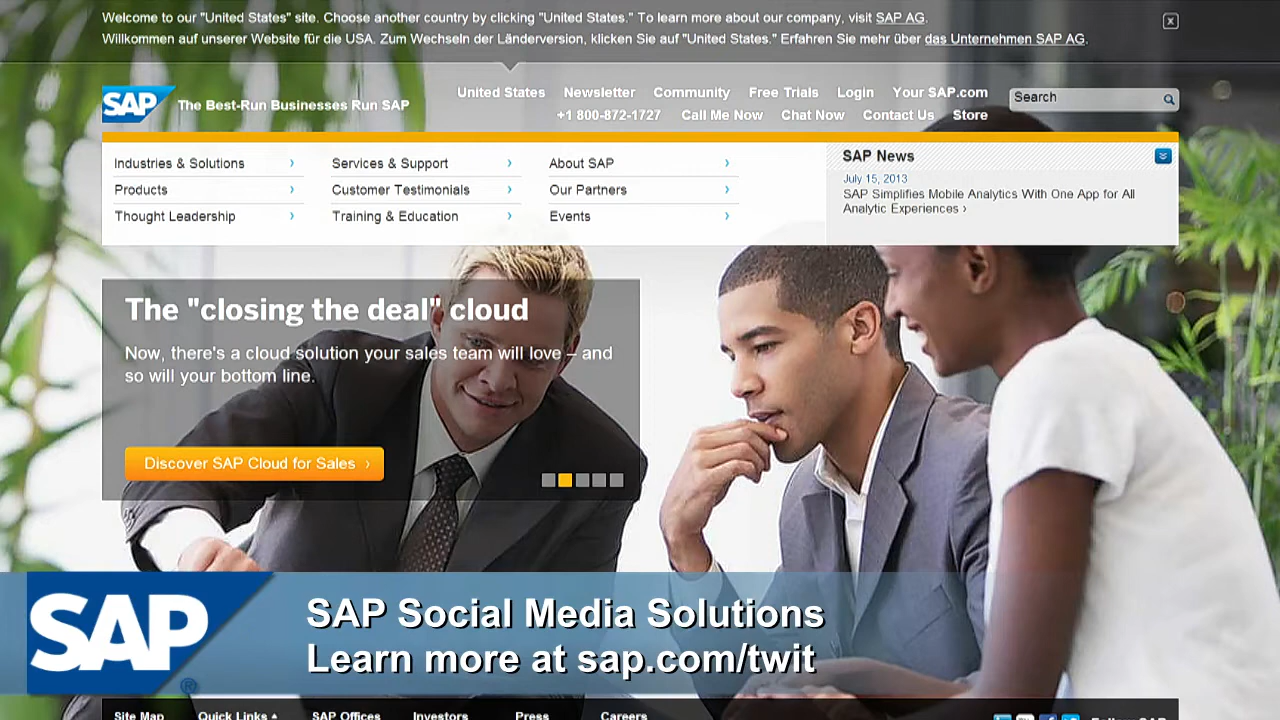 Welcome to our "United States" site. Choose another country by clicking "United States." To learn more about our company, visit SAP AG.
x
Willkommen auf unserer Website für die USA. Zum Wechseln der Länderversion, klicken Sie auf "United States." Erfahren Sie mehr über das Unternehmen SAP AG.
SAP The Best-Run Businesses Run SAP
United States Newsletter Community Free Trials Login Your SAP.com
+1 800-872-1727 Call Me Now Chat Now Contact Us Store
Search
Industries & Solutions ›
Products ›
Thought Leadership ›
Services & Support ›
Customer Testimonials ›
Training & Education ›
About SAP ›
Our Partners ›
Events ›
SAP News
July 15, 2013
SAP Simplifies Mobile Analytics With One App for All
Analytic Experiences ›
The "closing the deal" cloud
Now, there's a cloud solution your sales team will love – and
so will your bottom line.
Discover SAP Cloud for Sales ›
SAP ®
SAP Social Media Solutions
Learn more at sap.com/twit
Site Map Quick Links SAP Offices Investors Press Careers Follow SAP